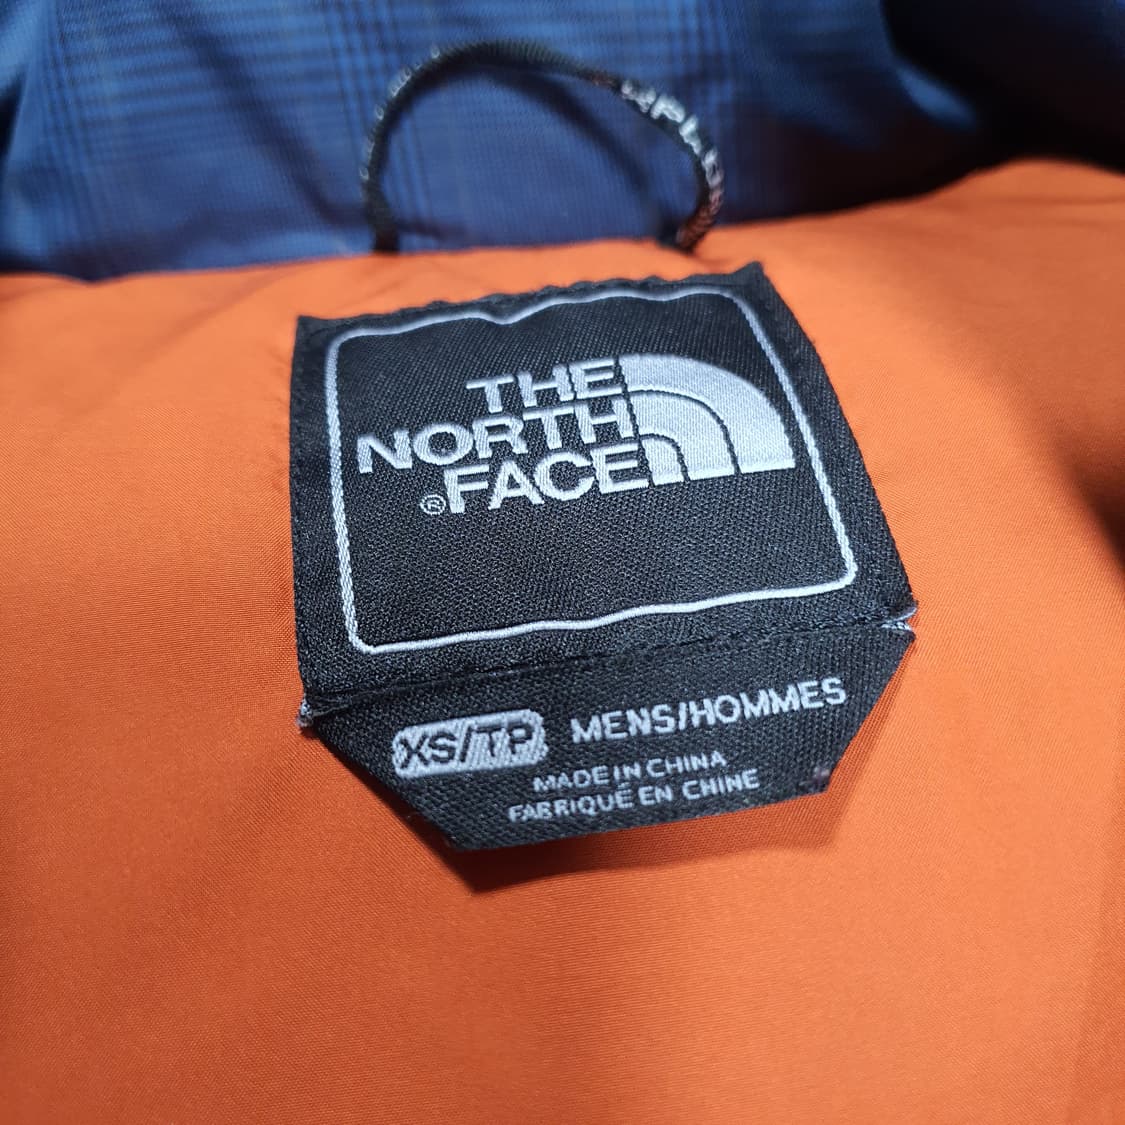 THE
NORTH
® FACE
XS/TP MENS/HOMMES
MADE IN CHINA
FABRIQUÉ EN CHINE